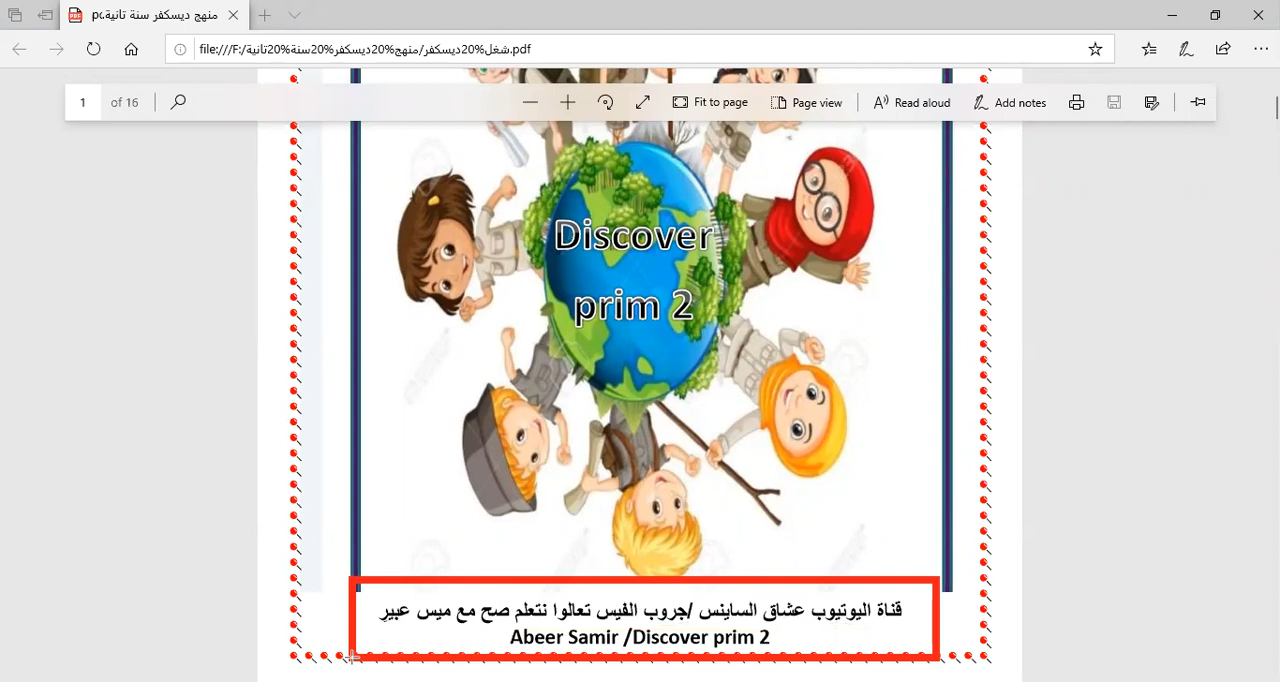 منهج ديسكفر سنة تانية.pd
file:///F:/شغل%20ديسكفر/منهج%20ديسكفر%20سنة%20تانية.pdf
1 of 16
Fit to page
Page view
Read aloud
Add notes
Discover
prim 2
قناة اليوتيوب عشاق الساينس /جروب الفيس تعالوا نتعلم صح مع ميس عبير
Abeer Samir /Discover prim 2